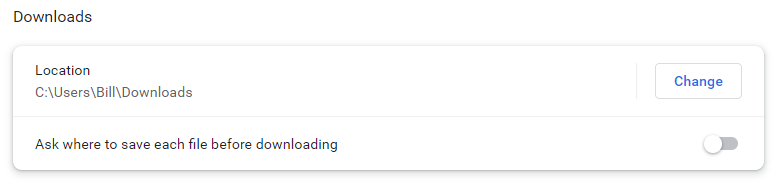 Downloads
Location
C:\Users\Bill\Downloads
Change
Ask where to save each file before downloading